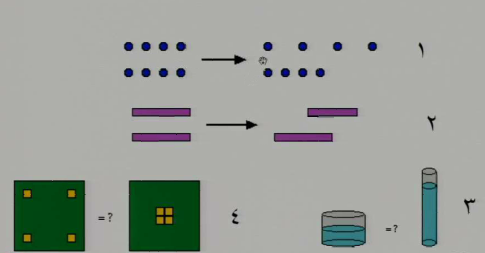 ١
٢
=? ٤
=? ٣